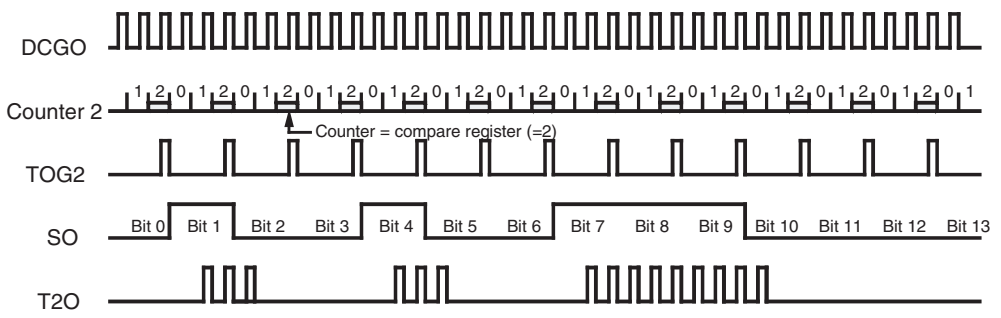 DCGO
Counter 2 1 2 0 1 2 0 1 2 0 1 2 0 1 2 0 1 2 0 1 2 0 1 2 0 1 2 0 1 2 0 1 2 0 1 2 0 1 2 0 1
Counter = compare register (=2)
TOG2
SO Bit 0 Bit 1 Bit 2 Bit 3 Bit 4 Bit 5 Bit 6 Bit 7 Bit 8 Bit 9 Bit 10 Bit 11 Bit 12 Bit 13
T2O